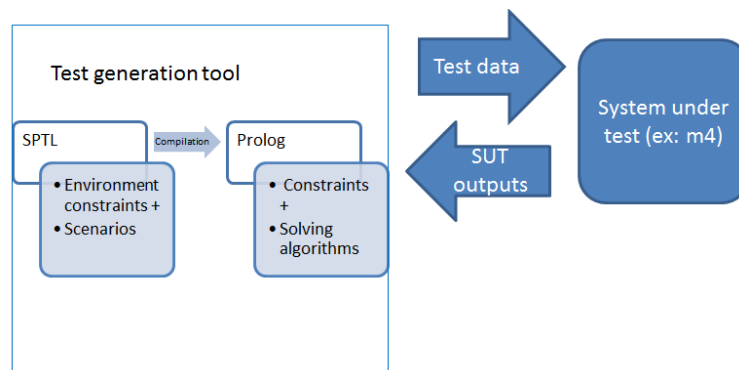 Test generation tool
SPTL
Compilation
Prolog
• Environment
constraints +
• Scenarios
• Constraints
+
• Solving
algorithms
Test data
SUT
outputs
System under
test (ex: m4)